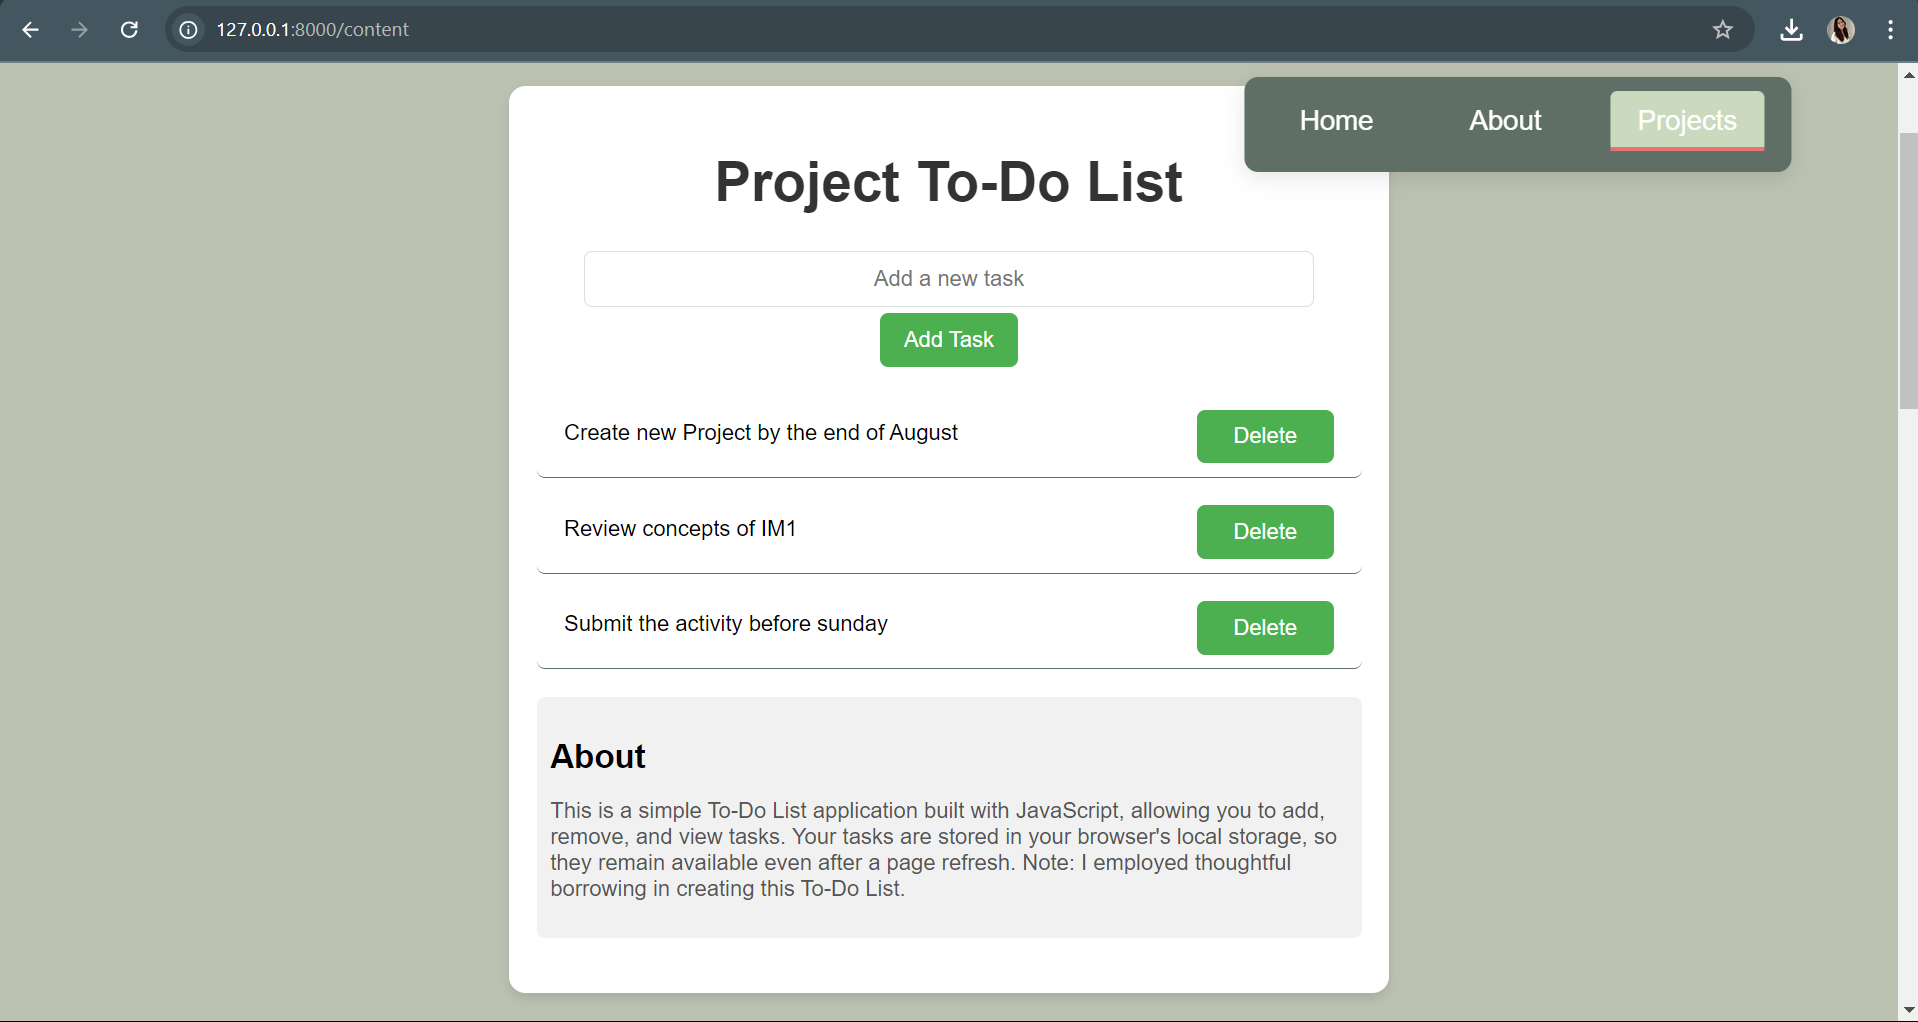 127.0.0.1:8000/content
Home About Projects
Project To-Do List
Add a new task
Add Task
Create new Project by the end of August Delete
Review concepts of IM1 Delete
Submit the activity before sunday Delete
About
This is a simple To-Do List application built with JavaScript, allowing you to add,
remove, and view tasks. Your tasks are stored in your browser's local storage, so
they remain available even after a page refresh. Note: I employed thoughtful
borrowing in creating this To-Do List.